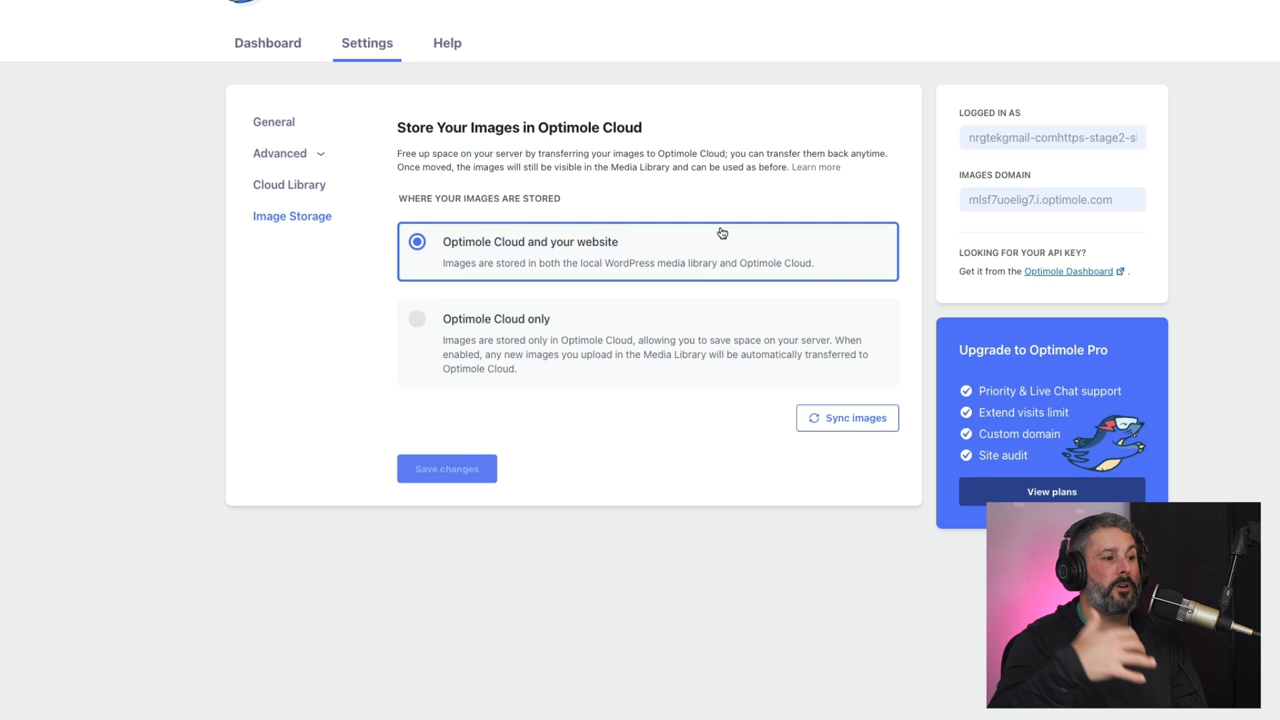 Dashboard
Settings
Help
General
Advanced
Cloud Library
Image Storage
Store Your Images in Optimole Cloud
Free up space on your server by transferring your images to Optimole Cloud; you can transfer them back anytime.
Once moved, the images will still be visible in the Media Library and can be used as before. Learn more
WHERE YOUR IMAGES ARE STORED
Optimole Cloud and your website
Images are stored in both the local WordPress media library and Optimole Cloud.
Optimole Cloud only
Images are stored only in Optimole Cloud, allowing you to save space on your server. When
enabled, any new images you upload in the Media Library will be automatically transferred to
Optimole Cloud.
Sync images
Save changes
LOGGED IN AS
nrgtekgmail-comhttps-stage2-s
IMAGES DOMAIN
mlsf7uoelig7.i.optimole.com
LOOKING FOR YOUR API KEY?
Get it from the Optimole Dashboard .
Upgrade to Optimole Pro
Priority & Live Chat support
Extend visits limit
Custom domain
Site audit
View plans